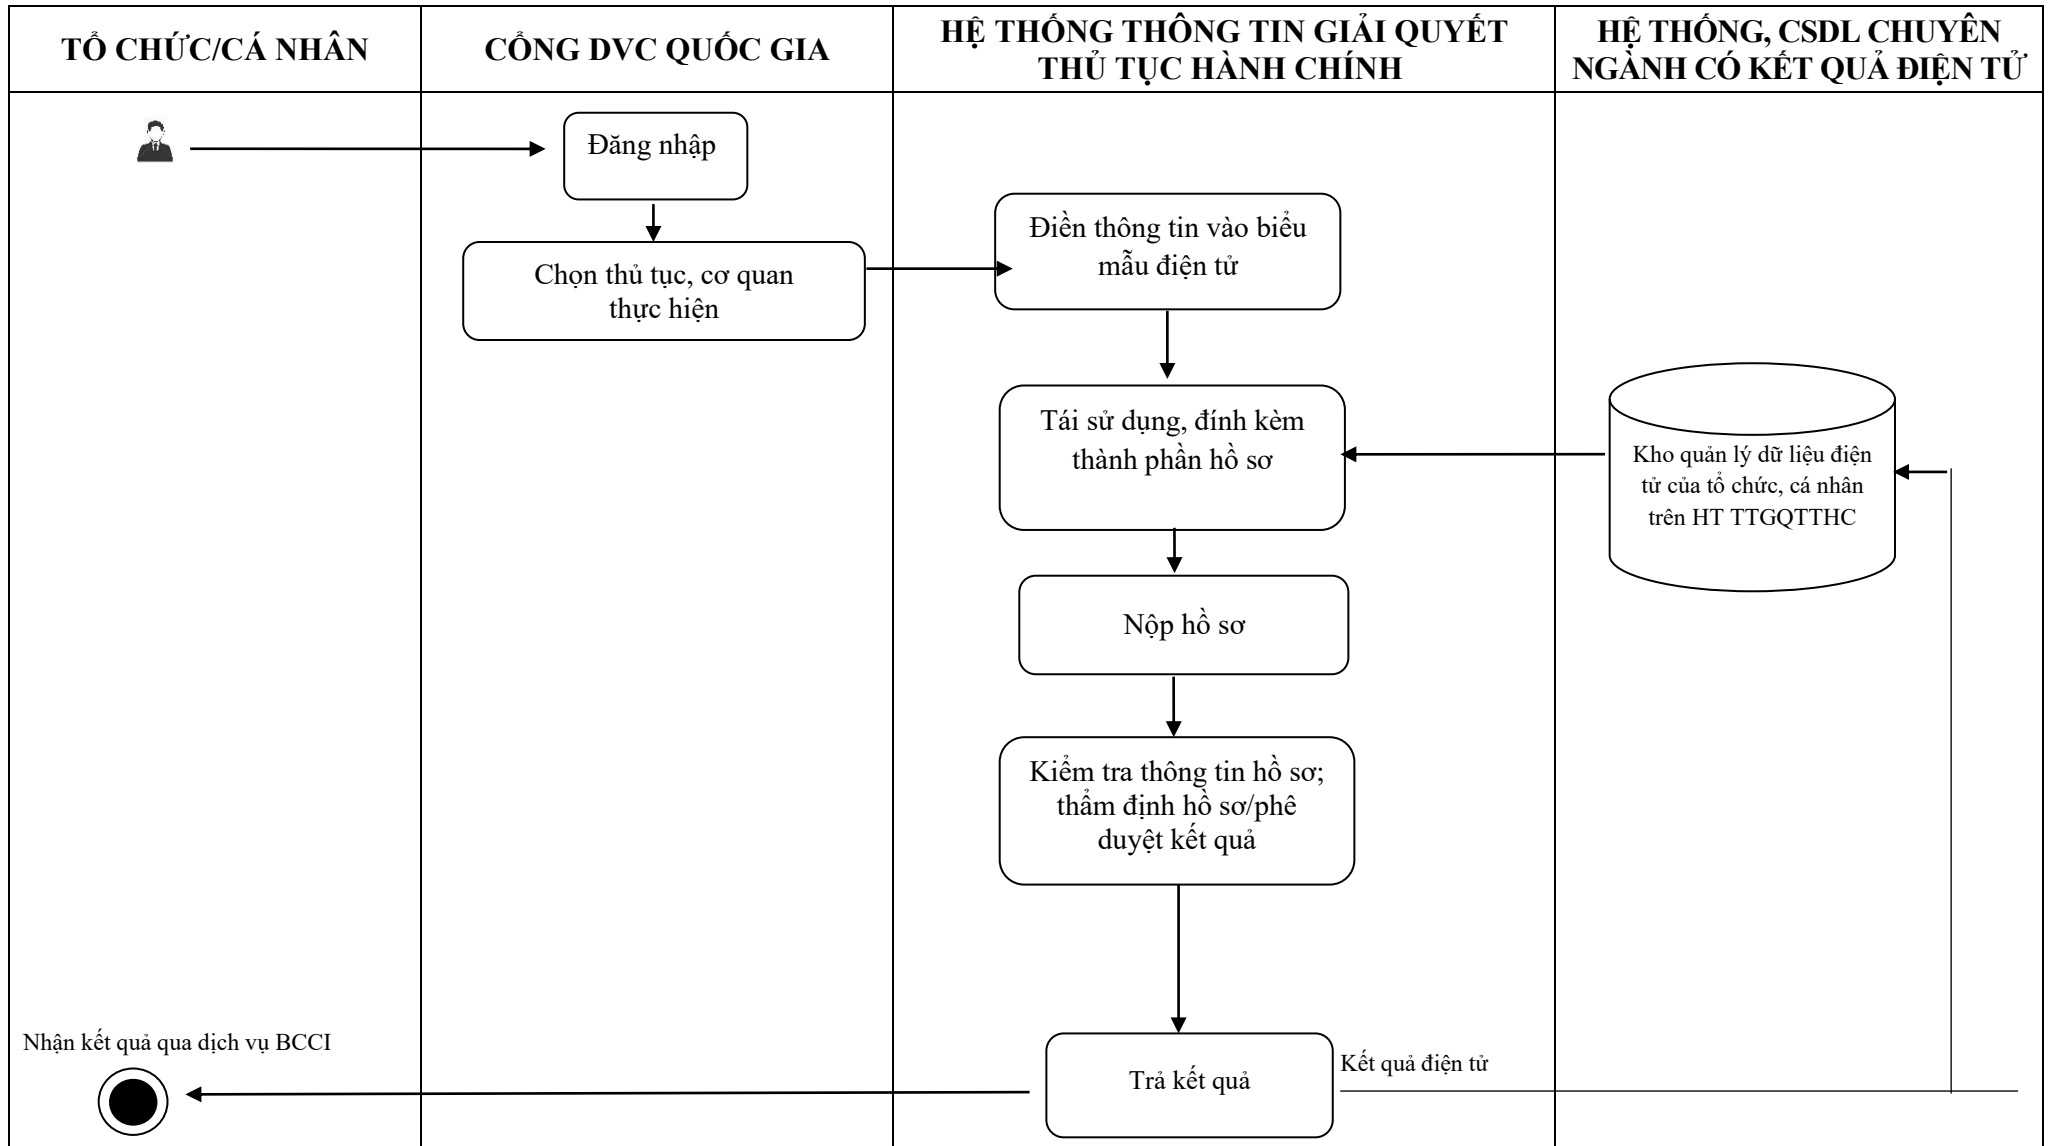 TỔ CHỨC/CÁ NHÂN
CỔNG DVC QUỐC GIA
HỆ THỐNG THÔNG TIN GIẢI QUYẾT
THỦ TỤC HÀNH CHÍNH
HỆ THỐNG, CSDL CHUYÊN
NGÀNH CÓ KẾT QUẢ ĐIỆN TỬ
Đăng nhập
Chọn thủ tục, cơ quan
thực hiện
Điền thông tin vào biểu
mẫu điện tử
Tái sử dụng, đính kèm
thành phần hồ sơ
Kho quản lý dữ liệu điện
tử của tổ chức, cá nhân
trên HT TTGQTTHC
Nộp hồ sơ
Kiểm tra thông tin hồ sơ;
thẩm định hồ sơ/phê
duyệt kết quả
Nhận kết quả qua dịch vụ BCCI
Trả kết quả
Kết quả điện tử